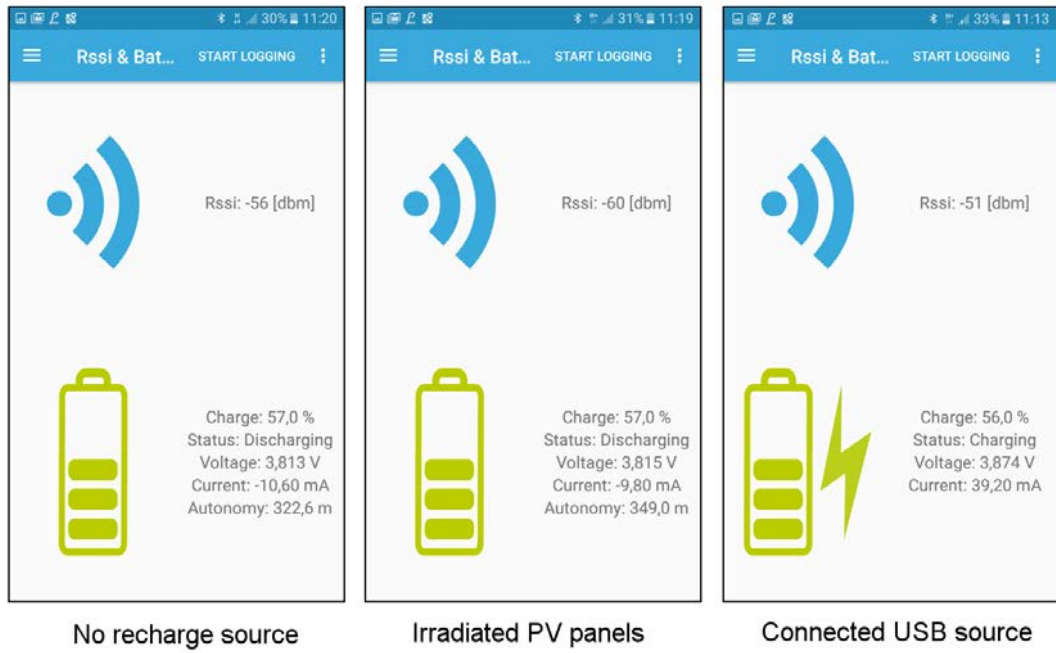 30% 11:20
Rssi & Bat... START LOGGING
Rssi: -56 [dbm]
Charge: 57,0 %
Status: Discharging
Voltage: 3,813 V
Current: -10,60 mA
Autonomy: 322,6 m
No recharge source
31% 11:19
Rssi & Bat... START LOGGING
Rssi: -60 [dbm]
Charge: 57,0 %
Status: Discharging
Voltage: 3,815 V
Current: -9,80 mA
Autonomy: 349,0 m
Irradiated PV panels
33% 11:13
Rssi & Bat... START LOGGING
Rssi: -51 [dbm]
Charge: 56,0 %
Status: Charging
Voltage: 3,874 V
Current: 39,20 mA
Connected USB source